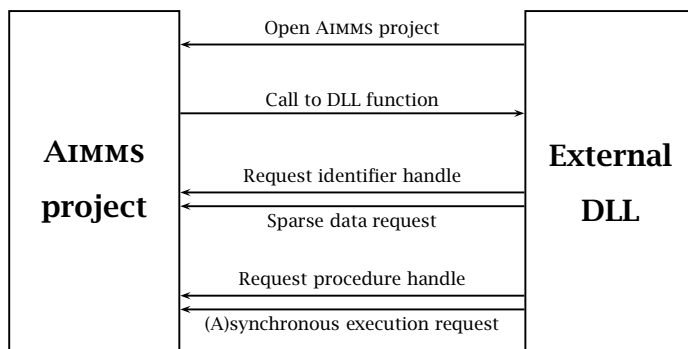 Open AIMMS project
Call to DLL function
AIMMS
project
Request identifier handle
Sparse data request
Request procedure handle
(A)synchronous execution request
External
DLL